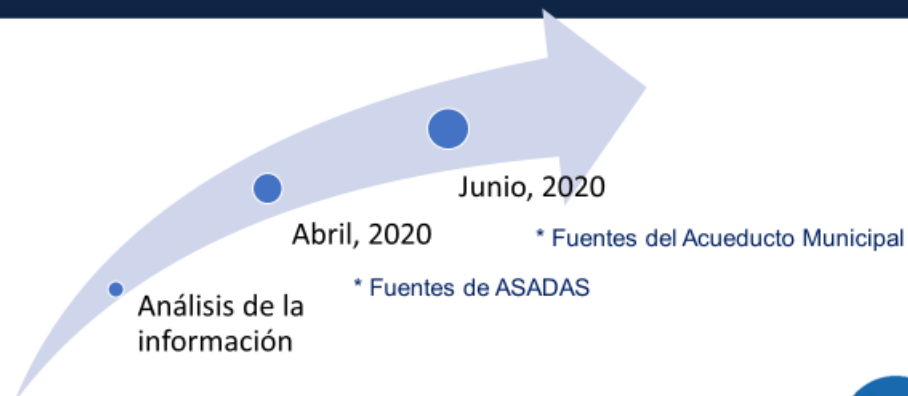 Junio, 2020
* Fuentes del Acueducto Municipal
Abril, 2020
* Fuentes de ASADAS
Análisis de la
información